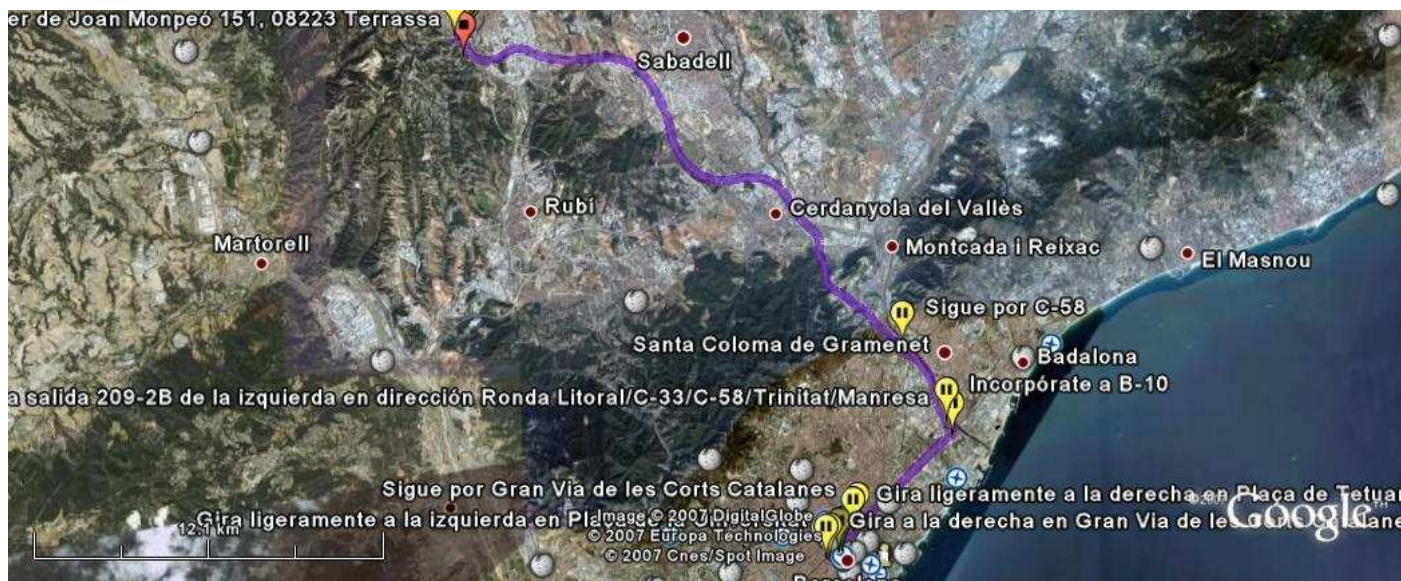 er de Joan Monpeó 151, 08223 Terrassa
Sabadell
Rubí
Cerdanyola del Vallès
Martorell
Montcada i Reixac
El Masnou
Sigue por C-58
Santa Coloma de Gramenet
Badalona
Incorpórate a B-10
a salida 209-2B de la izquierda en dirección Ronda Litoral/C-33/C-58/Trinitat/Manresa
Sigue por Gran Via de les Corts Catalanes
Gira ligeramente a la derecha en Plaça de Tetuan
Gira ligeramente a la izquierda en
Gira a la derecha en Gran Via de les Corts Catalane
12.1 km
Image © 2007 DigitalGlobe
© 2007 Europa Technologies
© 2007 Cnes/Spot Image
Google™